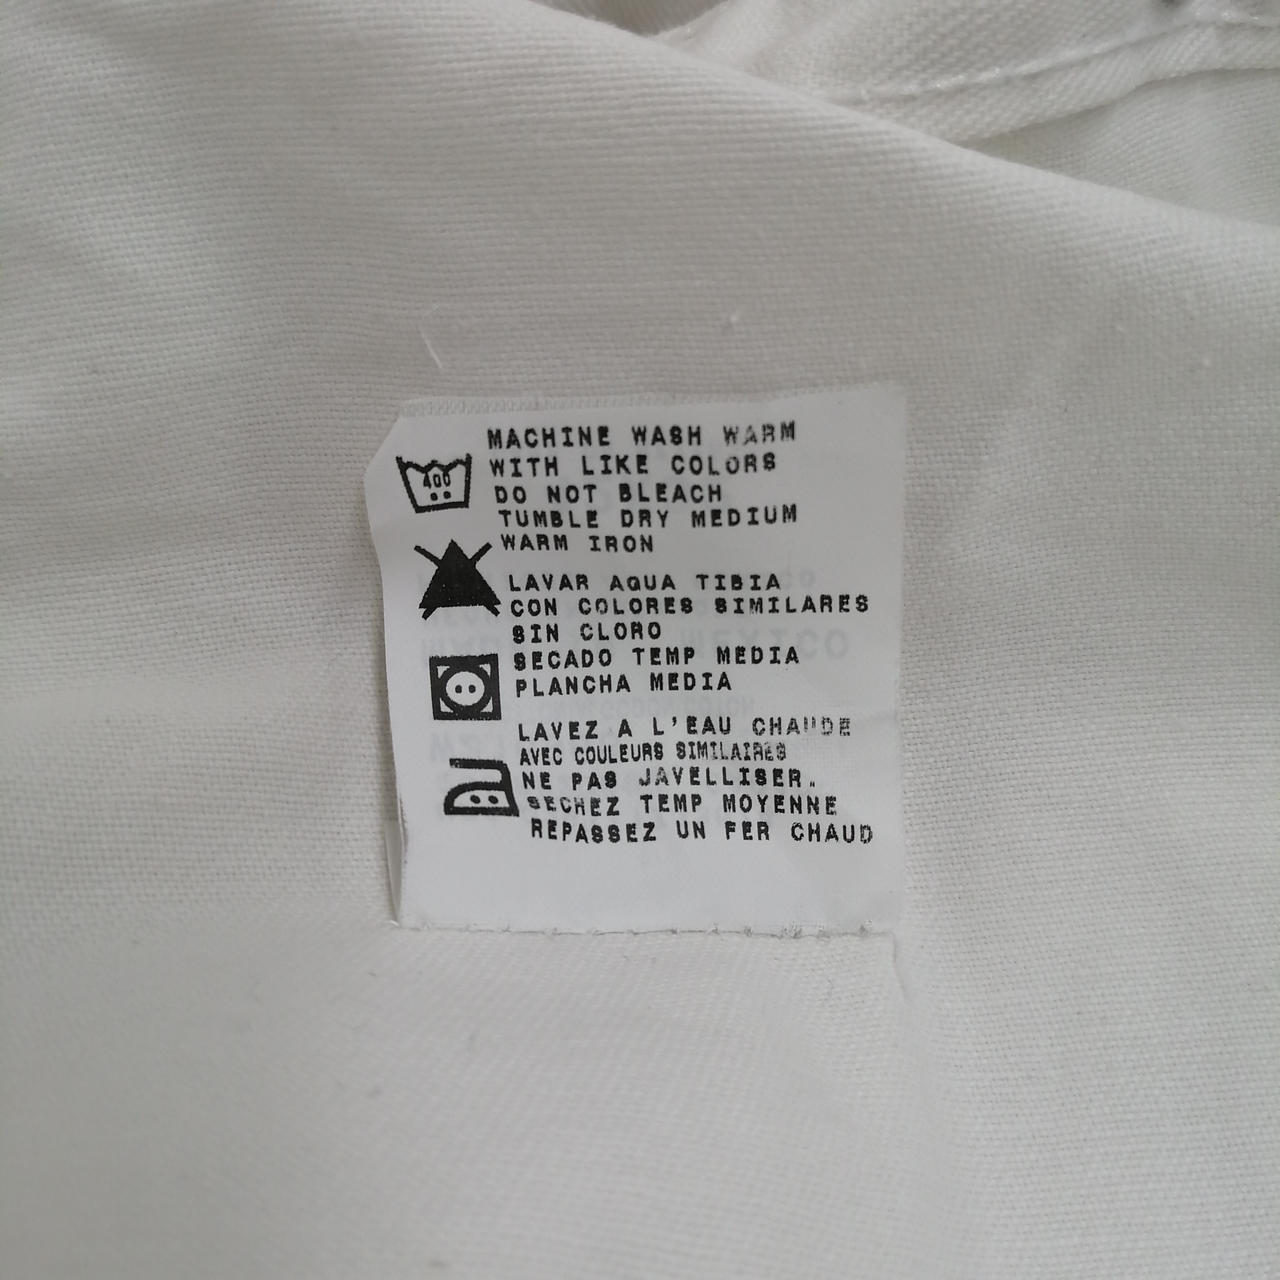 MACHINE WASH WARM
WITH LIKE COLORS
DO NOT BLEACH
TUMBLE DRY MEDIUM
WARM IRON
LAVAR AGUA TIBIA
CON COLORES SIMILARES
SIN CLORO
SECADO TEMP MEDIA
PLANCHA MEDIA
LAVEZ A L'EAU CHAUDE
AVEC COULEURS SIMILAIRES
NE PAS JAVELLISER.
SECHEZ TEMP MOYENNE
REPASSEZ UN FER CHAUD